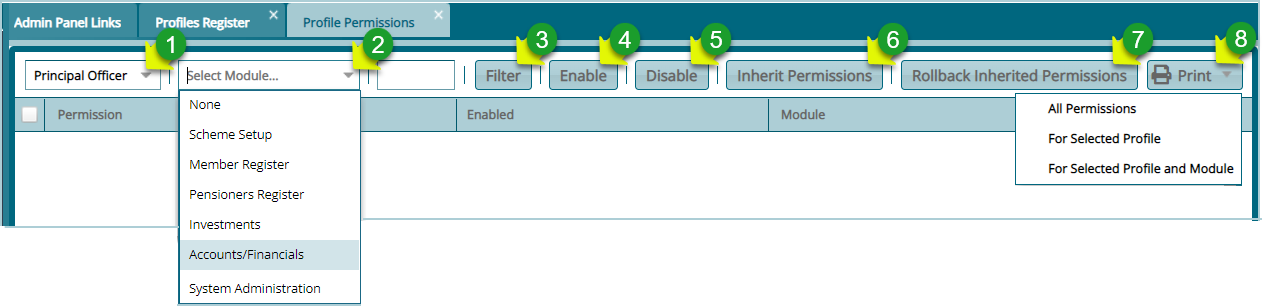 Admin Panel Links Profiles Register × Profile Permissions ×
1 2 3 4 5 6 7 8
Principal Officer Select Module... Filter Enable Disable Inherit Permissions Rollback Inherited Permissions Print
Permission Enabled Module
None
Scheme Setup
Member Register
Pensioners Register
Investments
Accounts/Financials
System Administration
All Permissions
For Selected Profile
For Selected Profile and Module